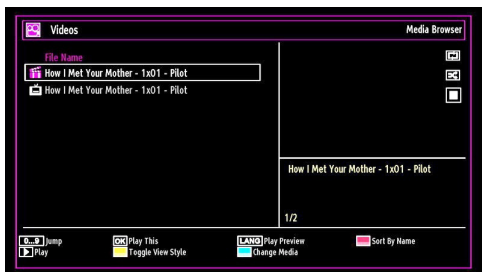 Videos Media Browser
File Name
How I Met Your Mother - 1x01 - Pilot
How I Met Your Mother - 1x01 - Pilot
How I Met Your Mother - 1x01 - Pilot
1/2
0...9 Jump OK Play This LANG Play Preview Sort By Name
Play Toggle View Style Change Media